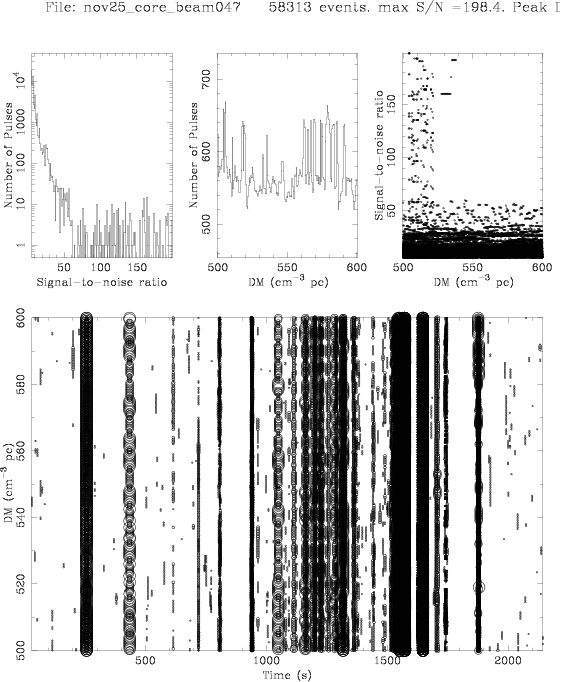 File: nov25_core_beam047 58313 events. max S/N =198.4. Peak
Number of Pulses
10⁴
1000
100
10
1
50 100 150
Signal-to-noise ratio
Number of Pulses
700
600
500
500 550 600
DM (cm⁻³ pc)
Signal-to-noise ratio
150
100
50
500 550 600
DM (cm⁻³ pc)
DM (cm⁻³ pc)
600
580
560
540
520
500
500 1000 1500 2000
Time (s)